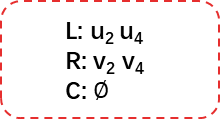 L: u₂ u₄
R: v₂ v₄
C: ∅